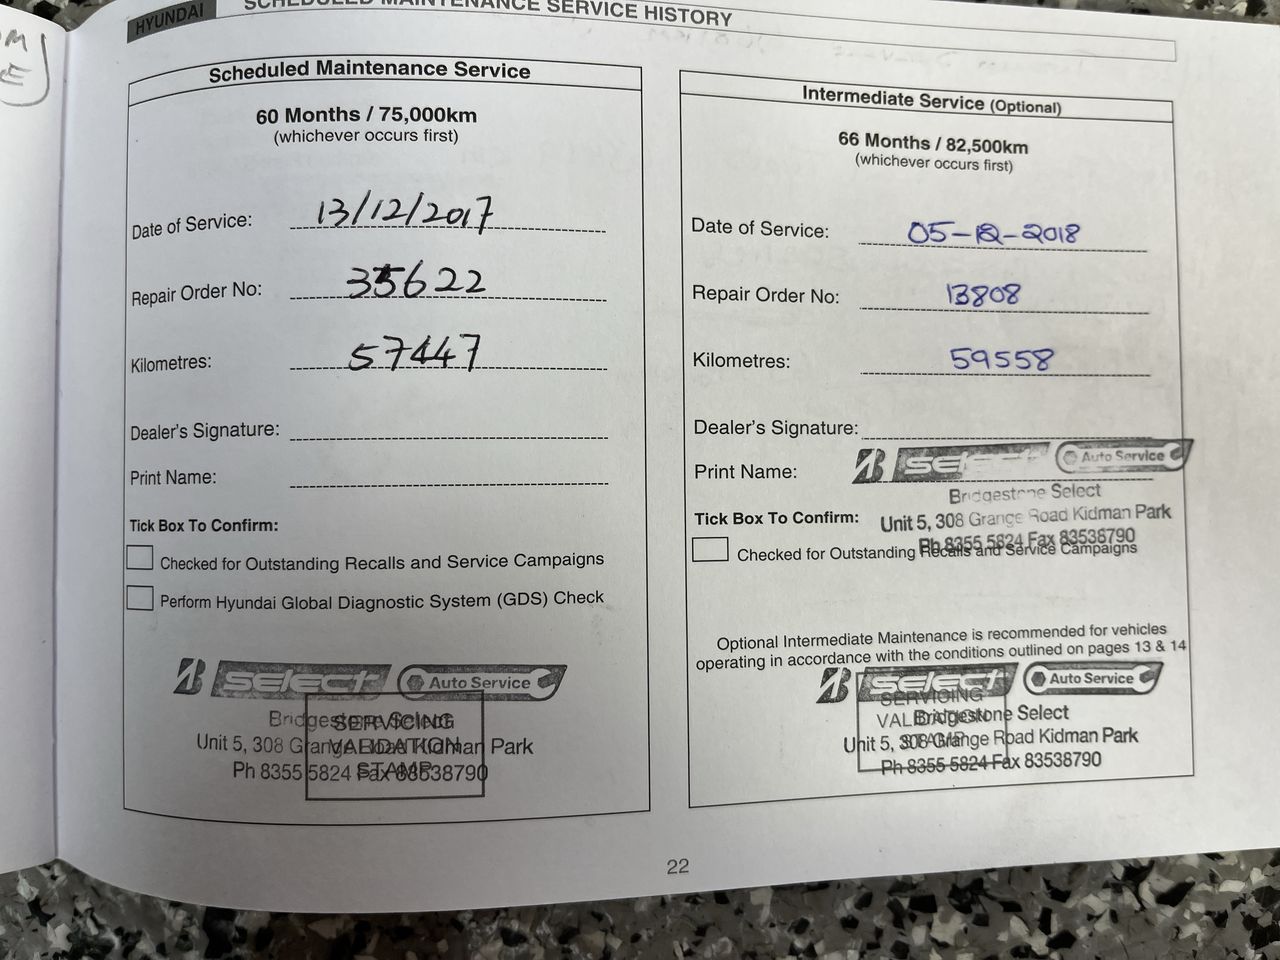 HYUNDAI
SCHEDULED MAINTENANCE SERVICE HISTORY
Scheduled Maintenance Service
60 Months / 75,000km
(whichever occurs first)
Date of Service: 13/12/2017
Repair Order No: 35622
Kilometres: 57447
Dealer's Signature:
Print Name:
Tick Box To Confirm:
Checked for Outstanding Recalls and Service Campaigns
Perform Hyundai Global Diagnostic System (GDS) Check
Select Auto Service
Bridgestone Select
Unit 5, 308 Grange Road Kidman Park
Ph 8355 5824 Fax 83538790
SERVICING
VALIDATION
STAMP
Intermediate Service (Optional)
66 Months / 82,500km
(whichever occurs first)
Date of Service: 05-12-2018
Repair Order No: 13808
Kilometres: 59558
Dealer's Signature:
Print Name:
Select Auto Service
Bridgestone Select
Tick Box To Confirm:
Unit 5, 308 Grange Road Kidman Park
Ph 8355 5824 Fax 83538790
Checked for Outstanding Recalls and Service Campaigns
Optional Intermediate Maintenance is recommended for vehicles
operating in accordance with the conditions outlined on pages 13 & 14
Select Auto Service
SERVICING
VALIDATION
STAMP
Bridgestone Select
Unit 5, 308 Grange Road Kidman Park
Ph 8355 5824 Fax 83538790
22